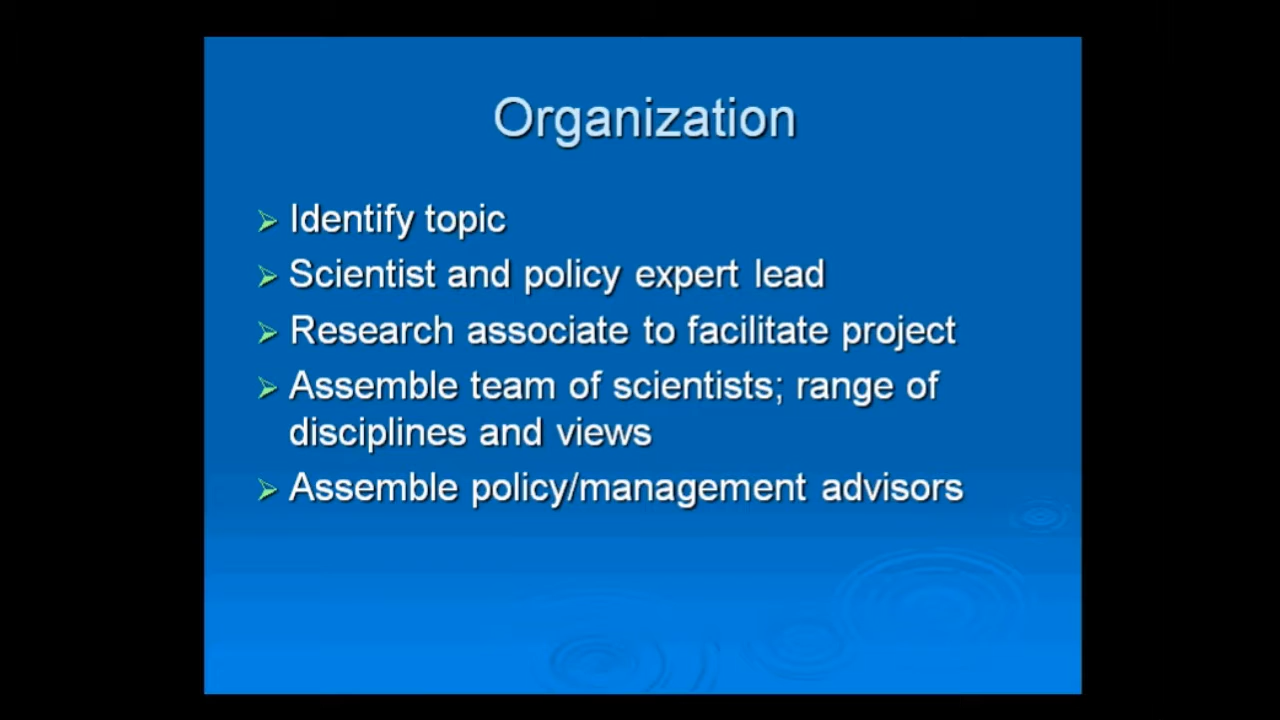 Organization
Identify topic
Scientist and policy expert lead
Research associate to facilitate project
Assemble team of scientists; range of
disciplines and views
Assemble policy/management advisors